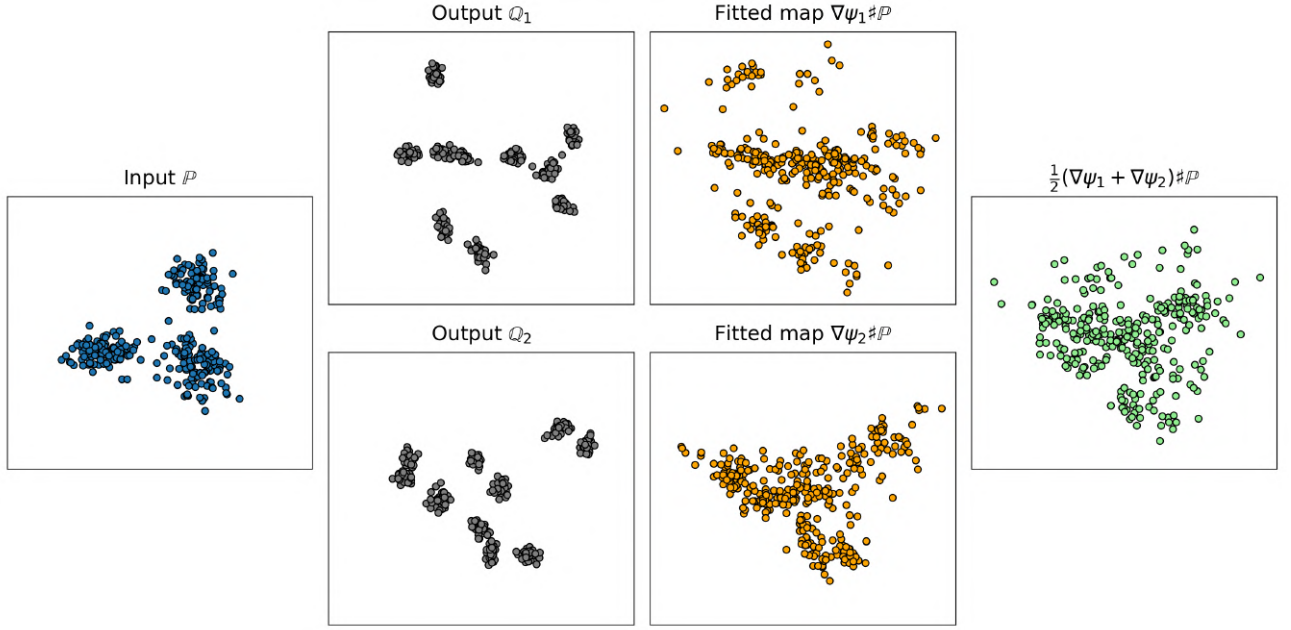 Output ℚ₁
Fitted map ∇ψ₁♯ℙ
Input ℙ
½(∇ψ₁ + ∇ψ₂)♯ℙ
Output ℚ₂
Fitted map ∇ψ₂♯ℙ